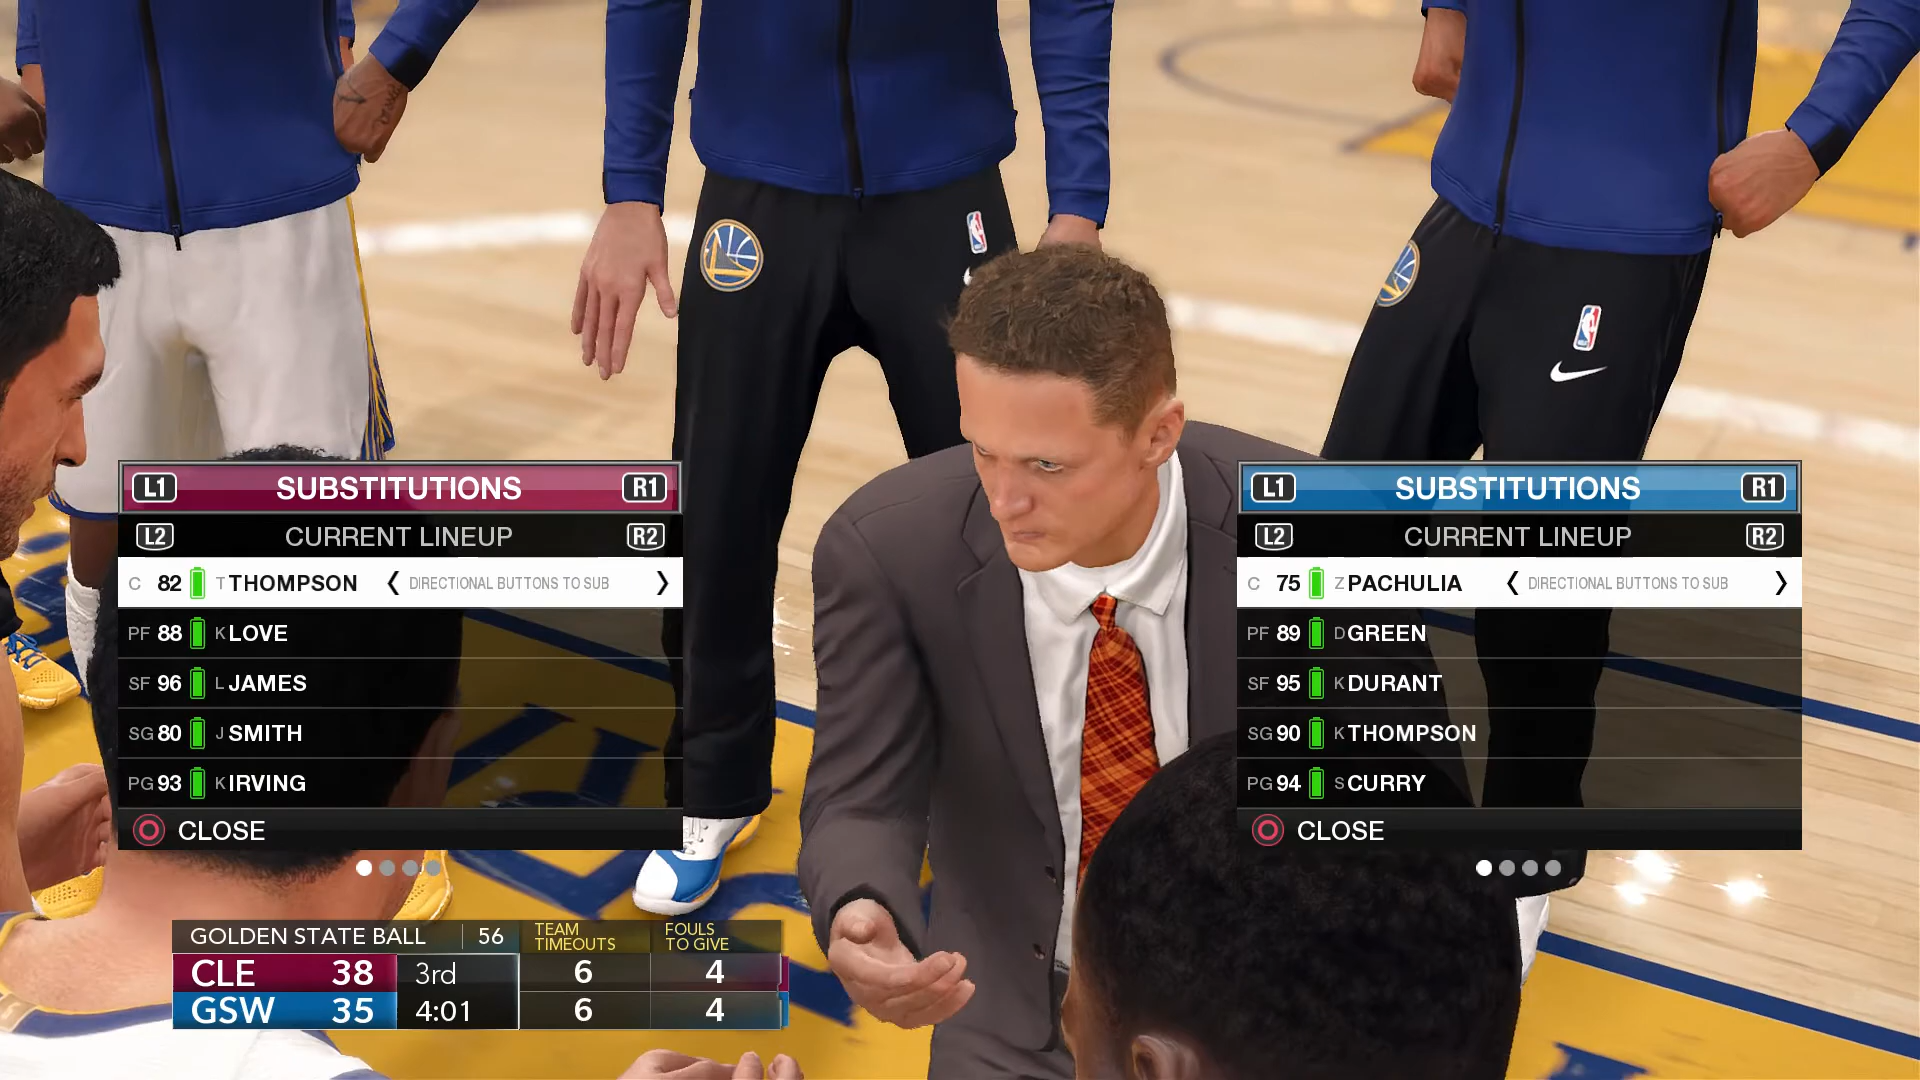 L1 SUBSTITUTIONS R1
L2 CURRENT LINEUP R2
C 82 T THOMPSON DIRECTIONAL BUTTONS TO SUB
PF 88 K LOVE
SF 96 L JAMES
SG 80 J SMITH
PG 93 K IRVING
CLOSE
L1 SUBSTITUTIONS R1
L2 CURRENT LINEUP R2
C 75 Z PACHULIA DIRECTIONAL BUTTONS TO SUB
PF 89 D GREEN
SF 95 K DURANT
SG 90 K THOMPSON
PG 94 S CURRY
CLOSE
GOLDEN STATE BALL 56 TEAM TIMEOUTS FOULS TO GIVE
CLE 38 3rd 6 4
GSW 35 4:01 6 4